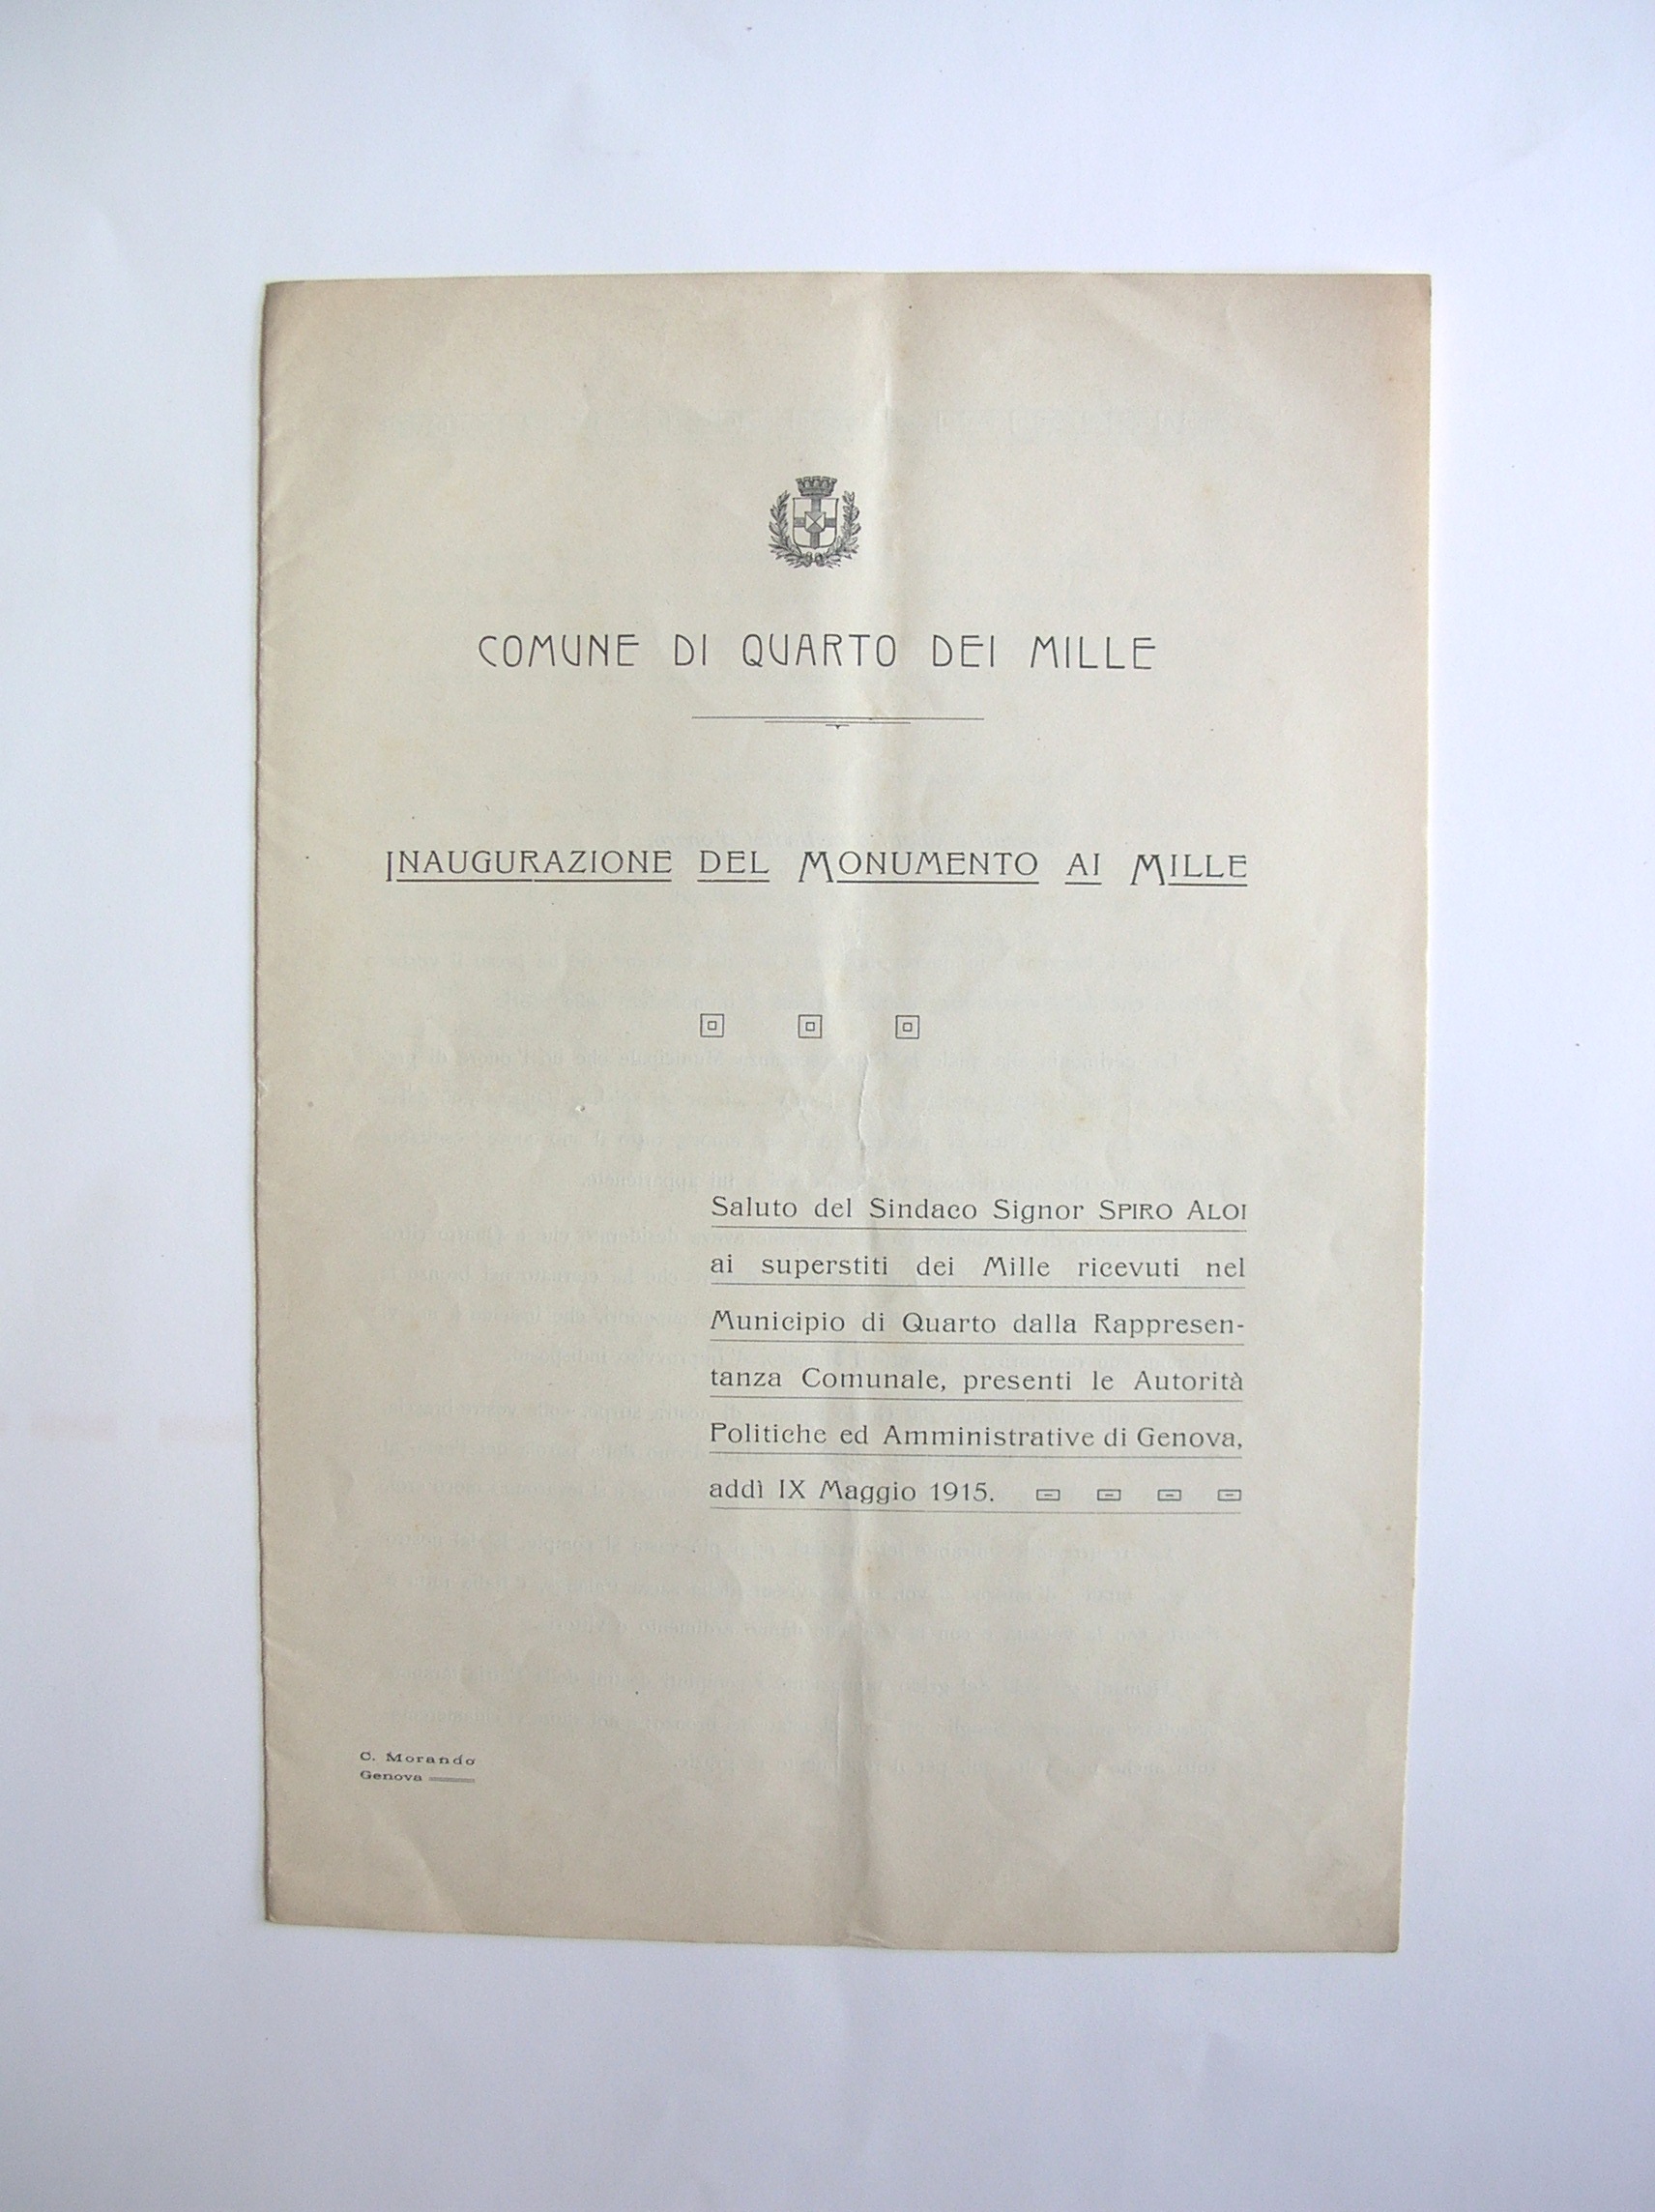 COMUNE DI QUARTO DEI MILLE
INAUGURAZIONE DEL MONUMENTO AI MILLE
Saluto del Sindaco Signor SPIRO ALOI
ai superstiti dei Mille ricevuti nel
Municipio di Quarto dalla Rappresen-
tanza Comunale, presenti le Autorità
Politiche ed Amministrative di Genova,
addì IX Maggio 1915.
C. Morando
Genova